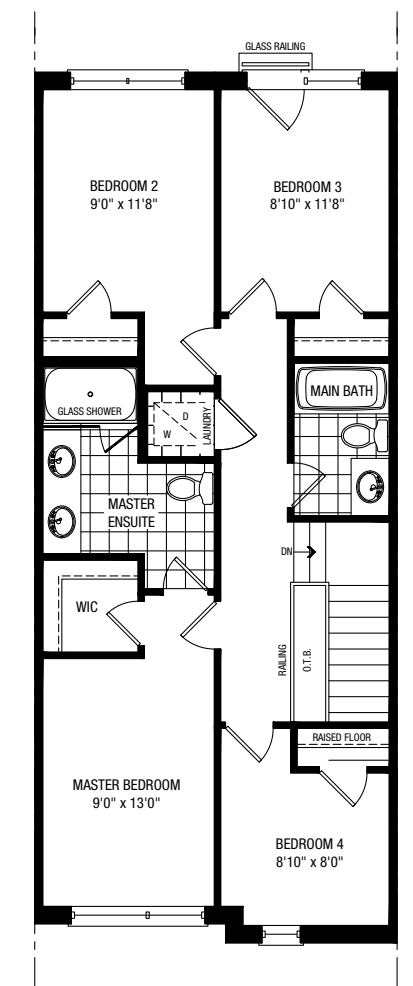 GLASS RAILING
BEDROOM 2
9'0" x 11'8"
BEDROOM 3
8'10" x 11'8"
GLASS SHOWER
D
W
LAUNDRY
MAIN BATH
MASTER
ENSUITE
DN
WIC
RAILING
O.T.B.
RAISED FLOOR
MASTER BEDROOM
9'0" x 13'0"
BEDROOM 4
8'10" x 8'0"